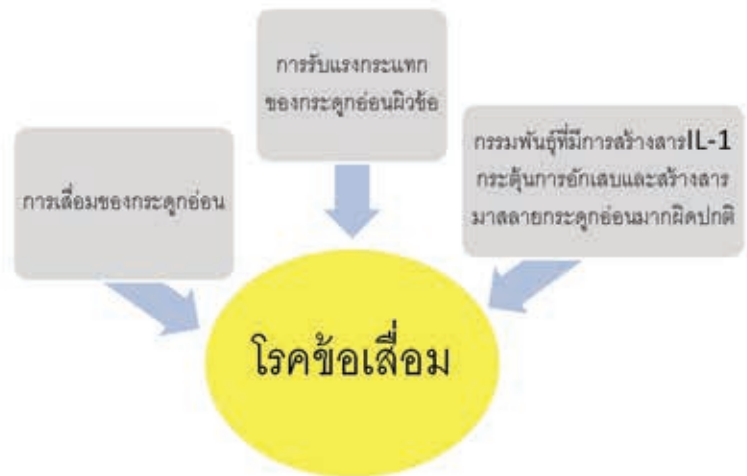 การรับแรงกระแทก
ของกระดูกอ่อนผิวข้อ
การเสื่อมของกระดูกอ่อน
กรรมพันธุ์ที่มีการสร้างสารIL-1
กระตุ้นการอักเสบและสร้างสาร
มาสลายกระดูกอ่อนมากผิดปกติ
โรคข้อเสื่อม